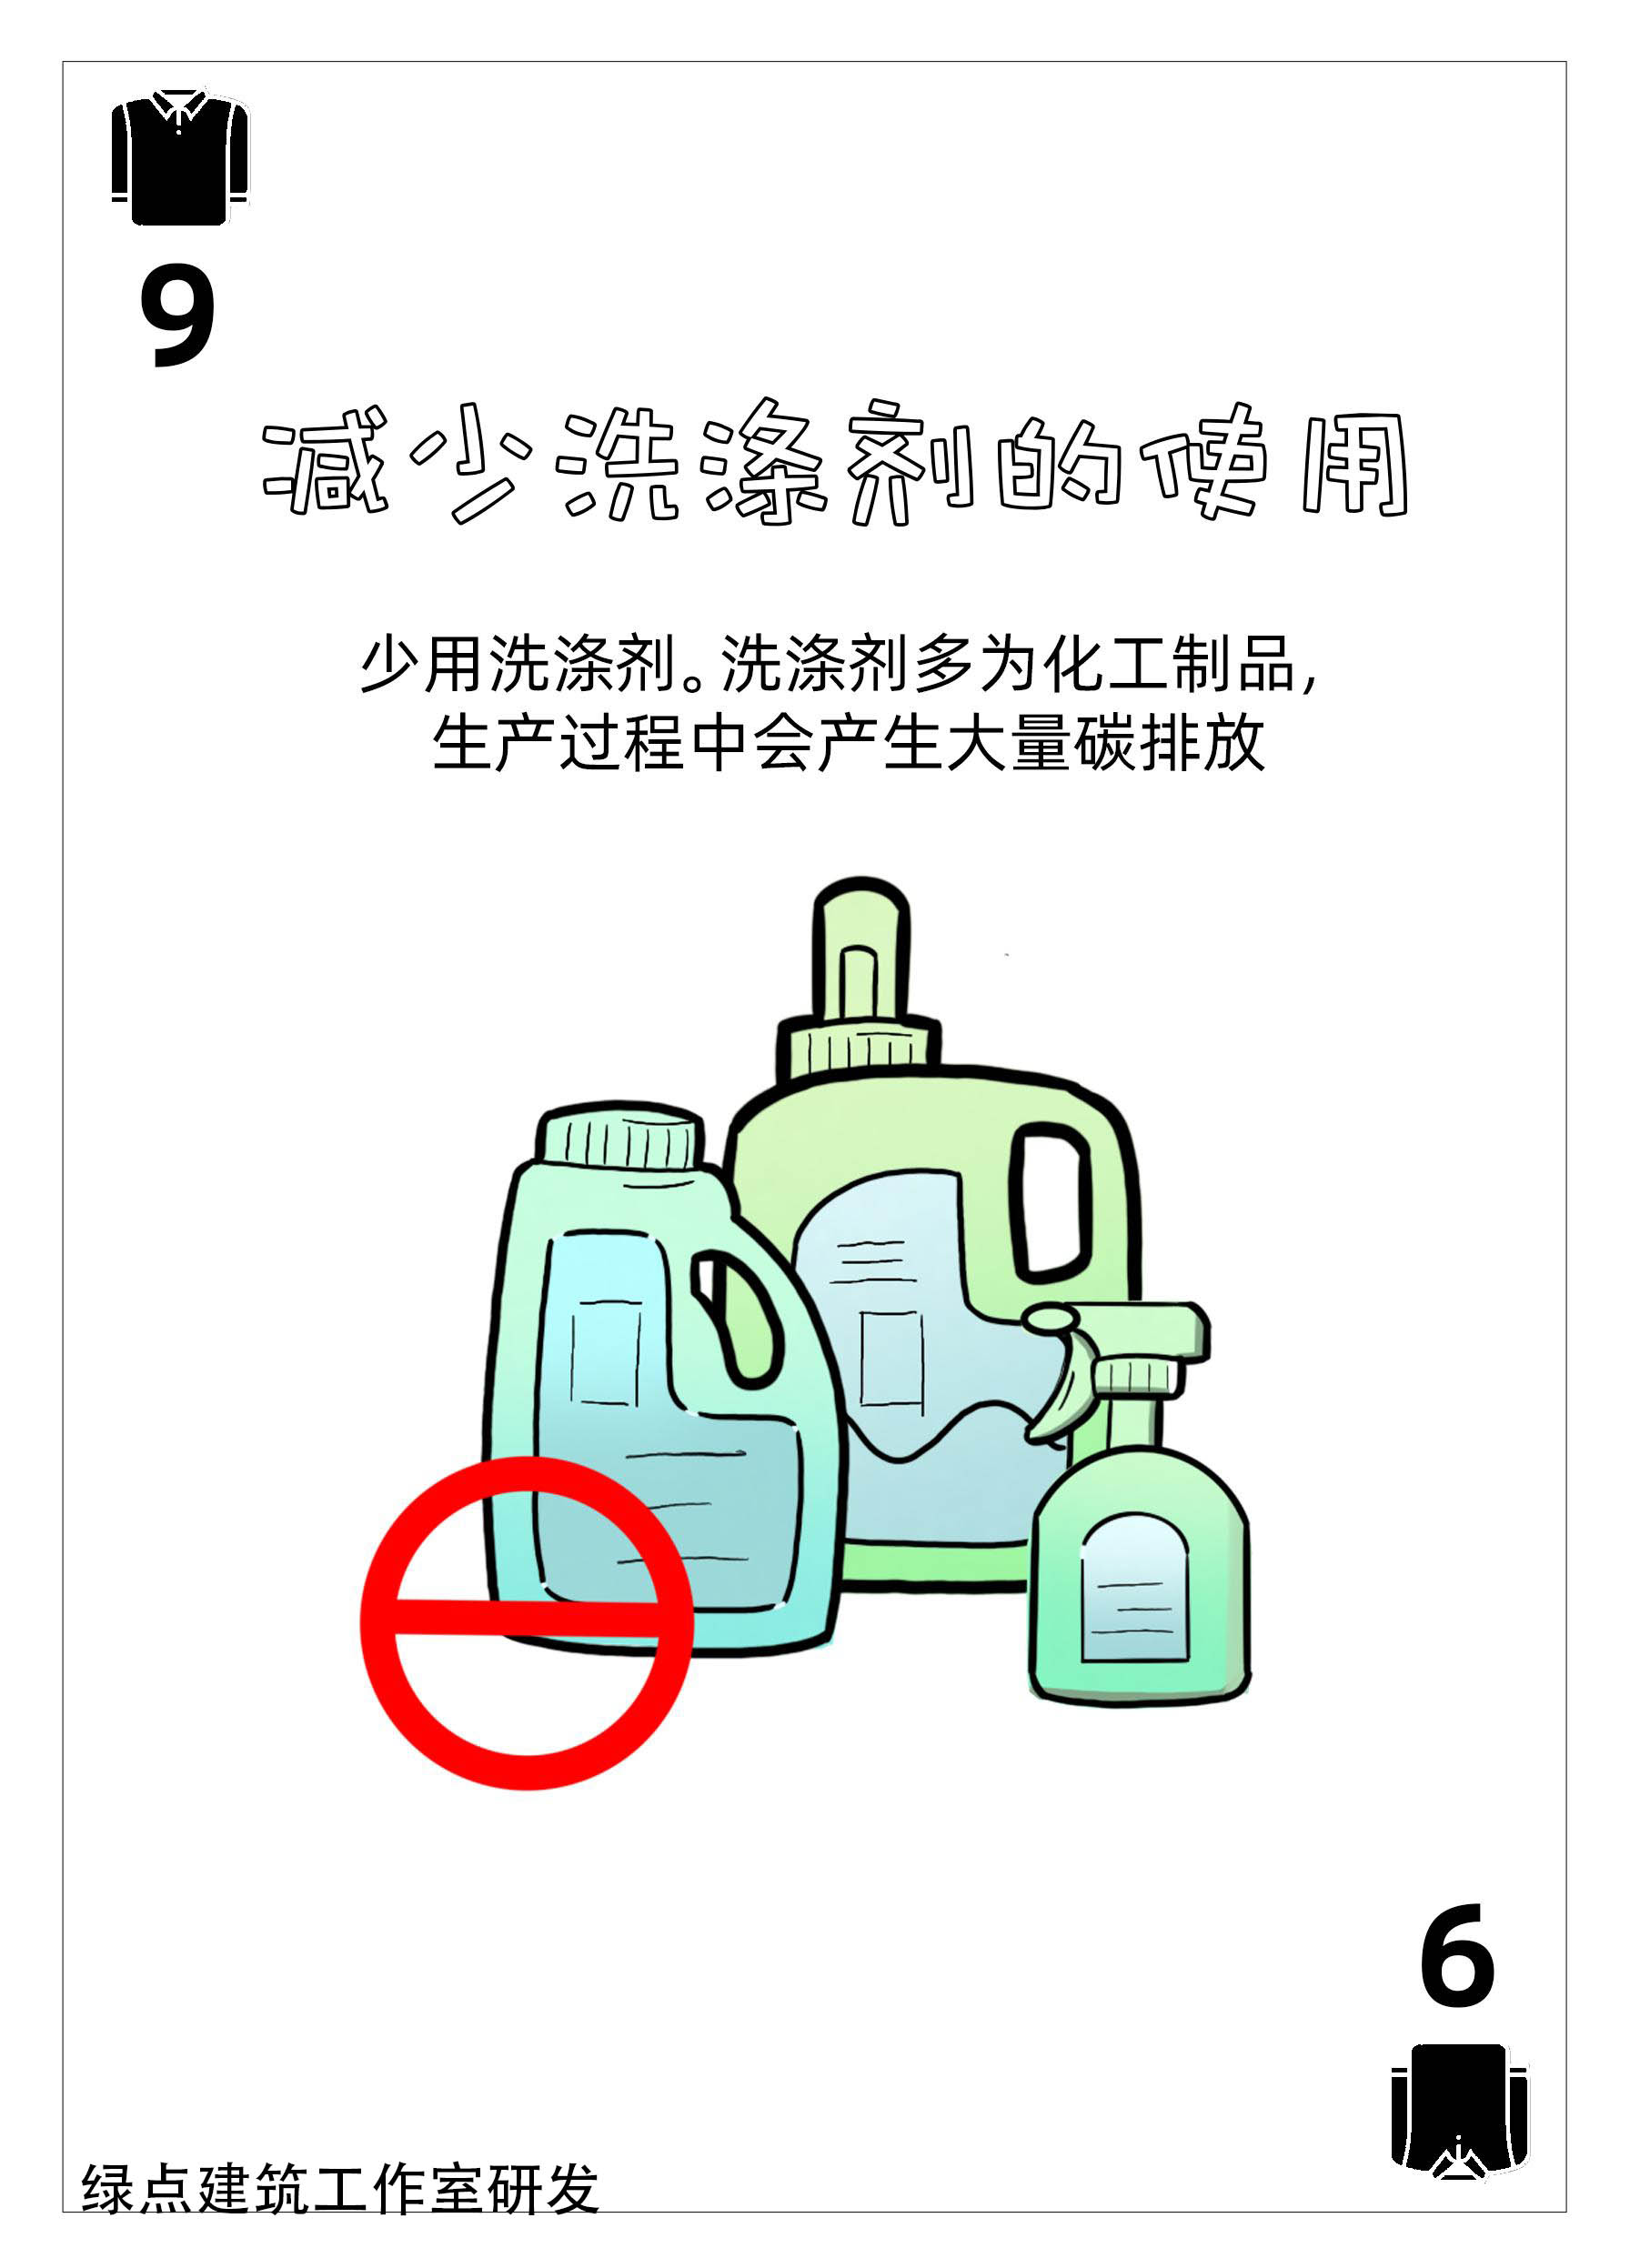 9
减少洗涤剂的使用
少用洗涤剂。洗涤剂多为化工制品，
生产过程中会产生大量碳排放
9
绿点建筑工作室研发